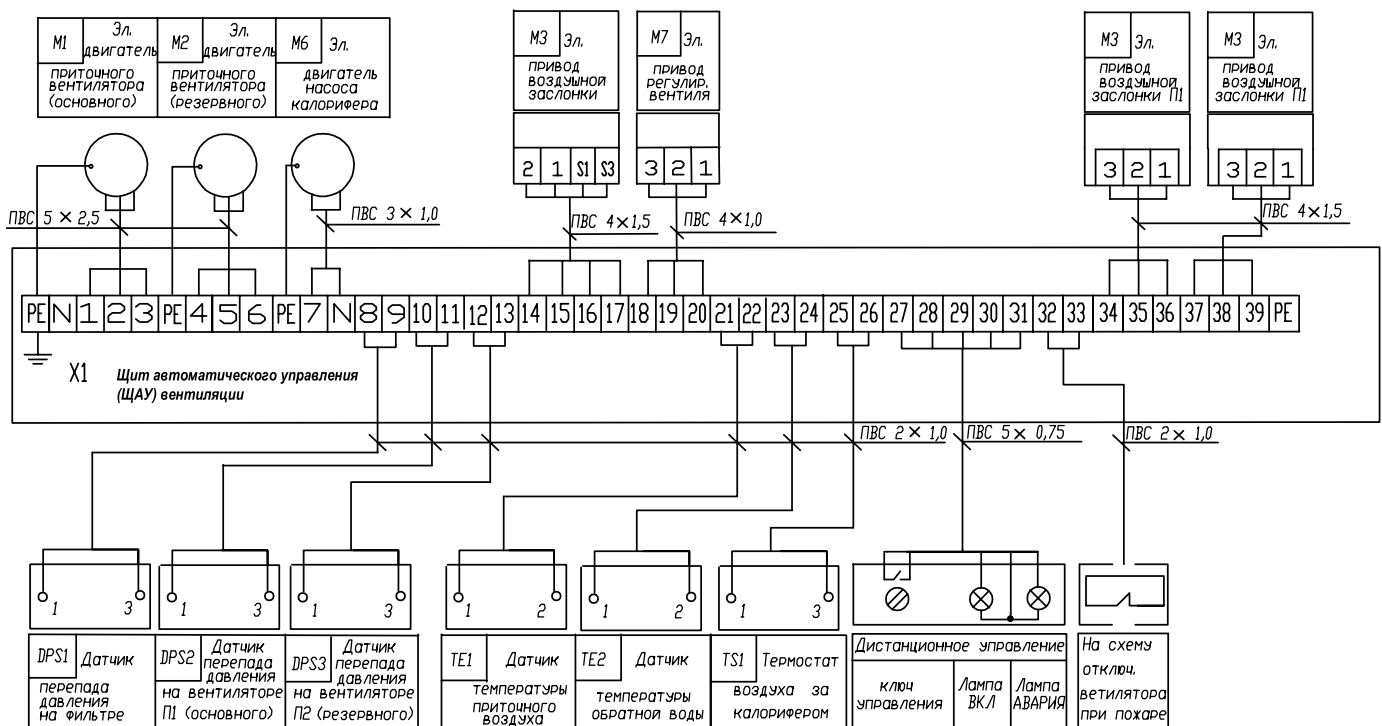 М1 Эл. двигатель
приточного
вентилятора
(основного)
М2 Эл. двигатель
приточного
вентилятора
(резервного)
М6 Эл.
двигатель
насоса
калорифера
М3 Эл.
привод
воздушной
заслонки
М7 Эл.
привод
регулир.
вентиля
М3 Эл.
привод
воздушной
заслонки П1
М3 Эл.
привод
воздушной
заслонки П1
2 1 S1 S3
3 2 1
3 2 1
3 2 1
ПВС 5 × 2,5
ПВС 3 × 1,0
ПВС 4×1,5
ПВС 4×1,0
ПВС 4×1,5
PE N 1 2 3 PE 4 5 6 PE 7 N 8 9 10 11 12 13 14 15 16 17 18 19 20 21 22 23 24 25 26 27 28 29 30 31 32 33 34 35 36 37 38 39 PE
X1
Щит автоматического управления
(ЩАУ) вентиляции
ПВС 2 × 1,0
ПВС 5 × 0,75
ПВС 2 × 1,0
1 3
1 3
1 3
1 2
1 2
1 3
DPS1 Датчик
перепада
давления
на фильтре
DPS2 Датчик
перепада
давления
на вентиляторе
П1 (основного)
DPS3 Датчик
перепада
давления
на вентиляторе
П2 (резервного)
TE1 Датчик
температуры
приточного
воздуха
TE2 Датчик
температуры
обратной воды
TS1 Термостат
воздуха за
калорифером
Дистанционное управление
ключ
управления
Лампа
ВКЛ
Лампа
АВАРИЯ
На схему
отключ.
ветилятора
при пожаре